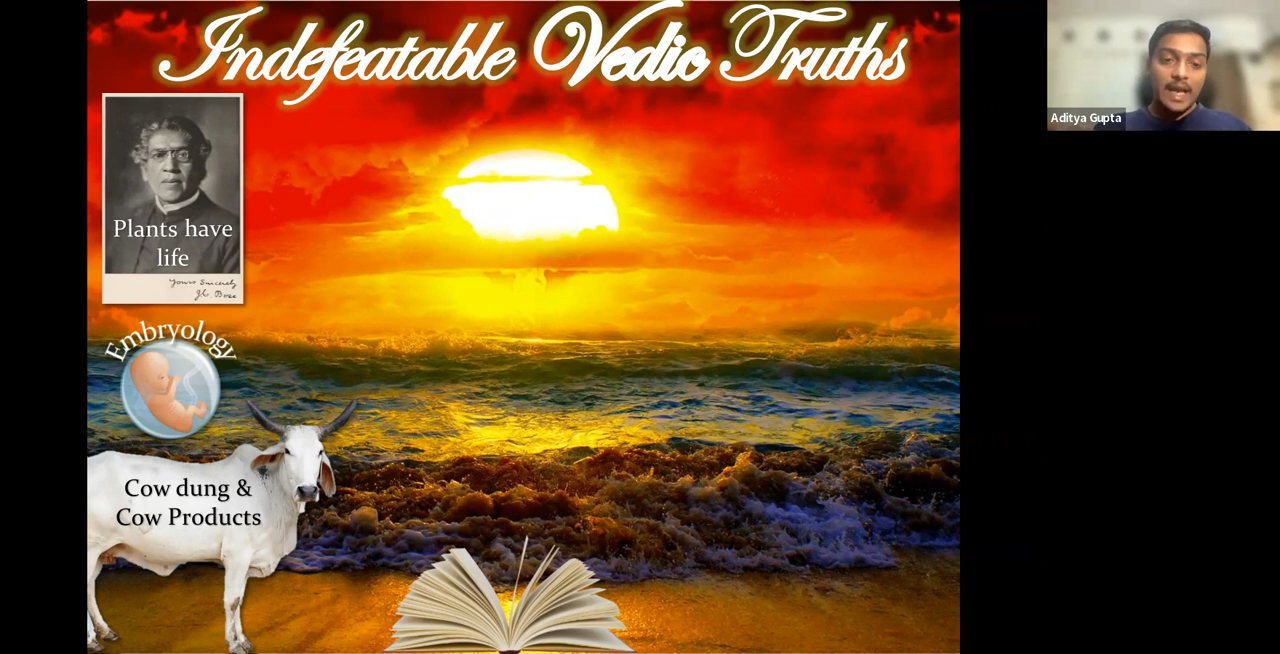 Indefeatable Vedic Truths
Aditya Gupta
Plants have
life
Yours Sincerely
J.C. Bose
Embryology
Cow dung &
Cow Products